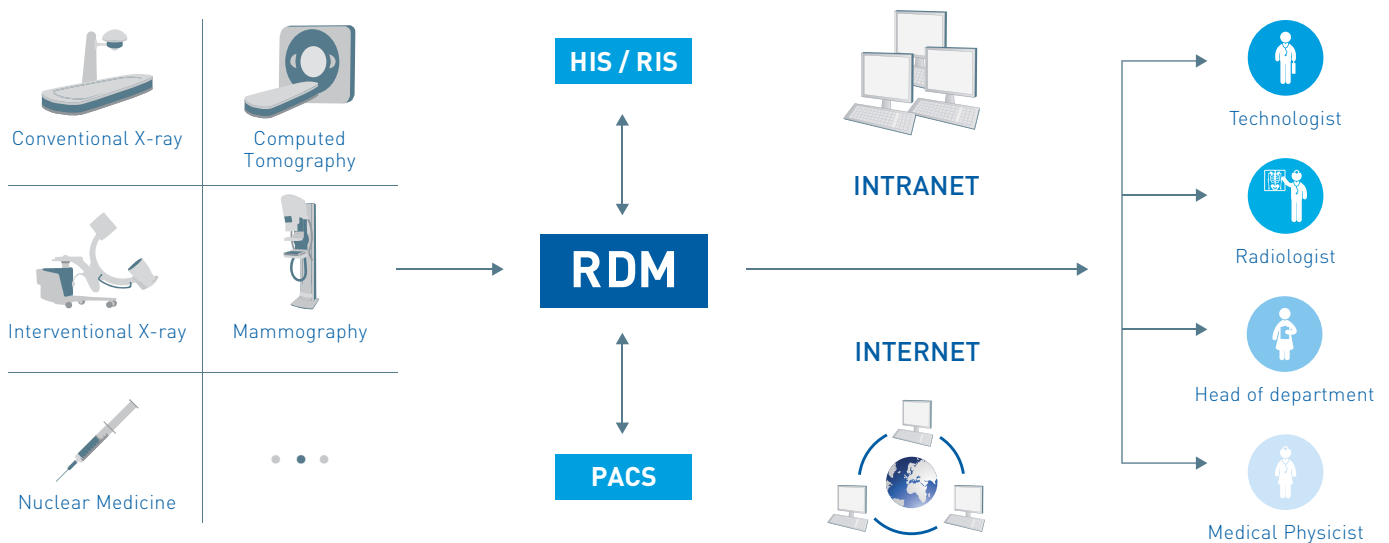 Conventional X-ray
Computed
Tomography
Interventional X-ray
Mammography
Nuclear Medicine
HIS / RIS
RDM
PACS
INTRANET
INTERNET
Technologist
Radiologist
Head of department
Medical Physicist